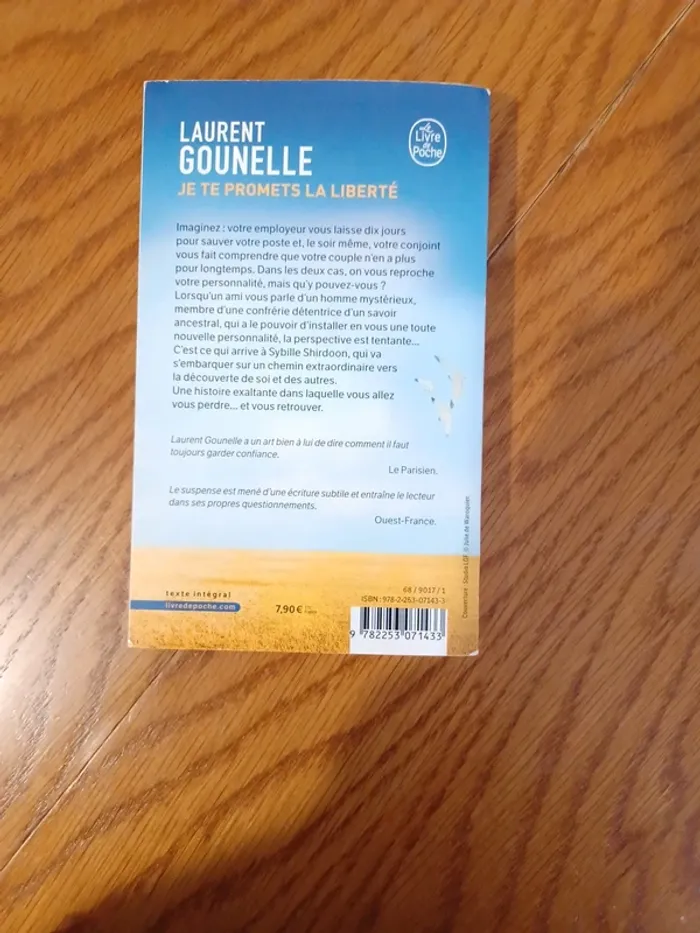 LAURENT
GOUNELLE
JE TE PROMETS LA LIBERTÉ
Le
Livre
de
Poche
Imaginez : votre employeur vous laisse dix jours
pour sauver votre poste et, le soir même, votre conjoint
vous fait comprendre que votre couple n'en a plus
pour longtemps. Dans les deux cas, on vous reproche
votre personnalité, mais qu'y pouvez-vous ?
Lorsqu'un ami vous parle d'un homme mystérieux,
membre d'une confrérie détentrice d'un savoir
ancestral, qui a le pouvoir d'installer en vous une toute
nouvelle personnalité, la perspective est tentante...
C'est ce qui arrive à Sybille Shirdoon, qui va
s'embarquer sur un chemin extraordinaire vers
la découverte de soi et des autres.
Une histoire exaltante dans laquelle vous allez
vous perdre... et vous retrouver.
Laurent Gounelle a un art bien à lui de dire comment il faut
toujours garder confiance.
Le Parisien.
Le suspense est mené d'une écriture subtile et entraîne le lecteur
dans ses propres questionnements.
Ouest-France.
texte intégral
livredepoche.com
7,90 €
68 / 9017 / 1
ISBN : 978-2-253-07143-3
9 782253 071433
Couverture : Studio LGF. © Julie de Waroquier.